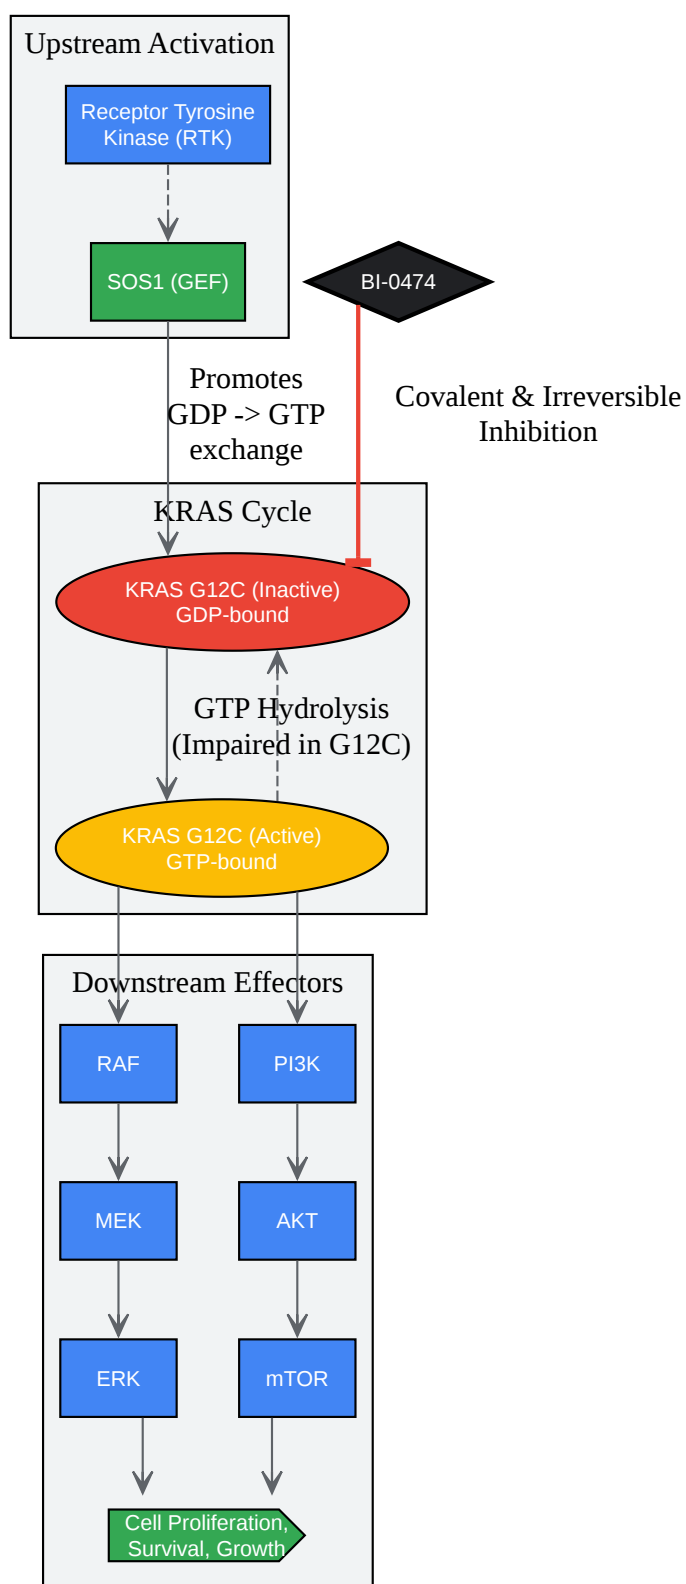 Upstream Activation
Receptor Tyrosine
Kinase (RTK)
SOS1 (GEF)
BI-0474
Promotes
GDP -> GTP
exchange
Covalent & Irreversible
Inhibition
KRAS Cycle
KRAS G12C (Inactive)
GDP-bound
GTP Hydrolysis
(Impaired in G12C)
KRAS G12C (Active)
GTP-bound
Downstream Effectors
RAF
PI3K
MEK
AKT
ERK
mTOR
Cell Proliferation,
Survival, Growth